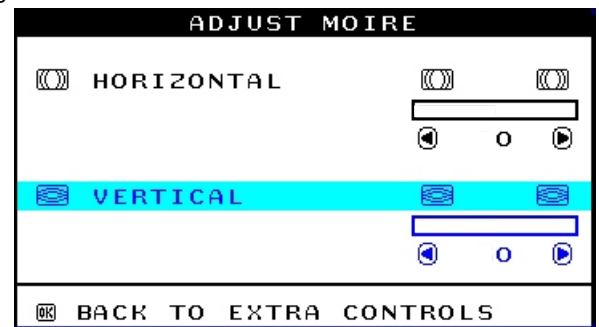 ADJUST MOIRE
HORIZONTAL
0
VERTICAL
0
OK BACK TO EXTRA CONTROLS